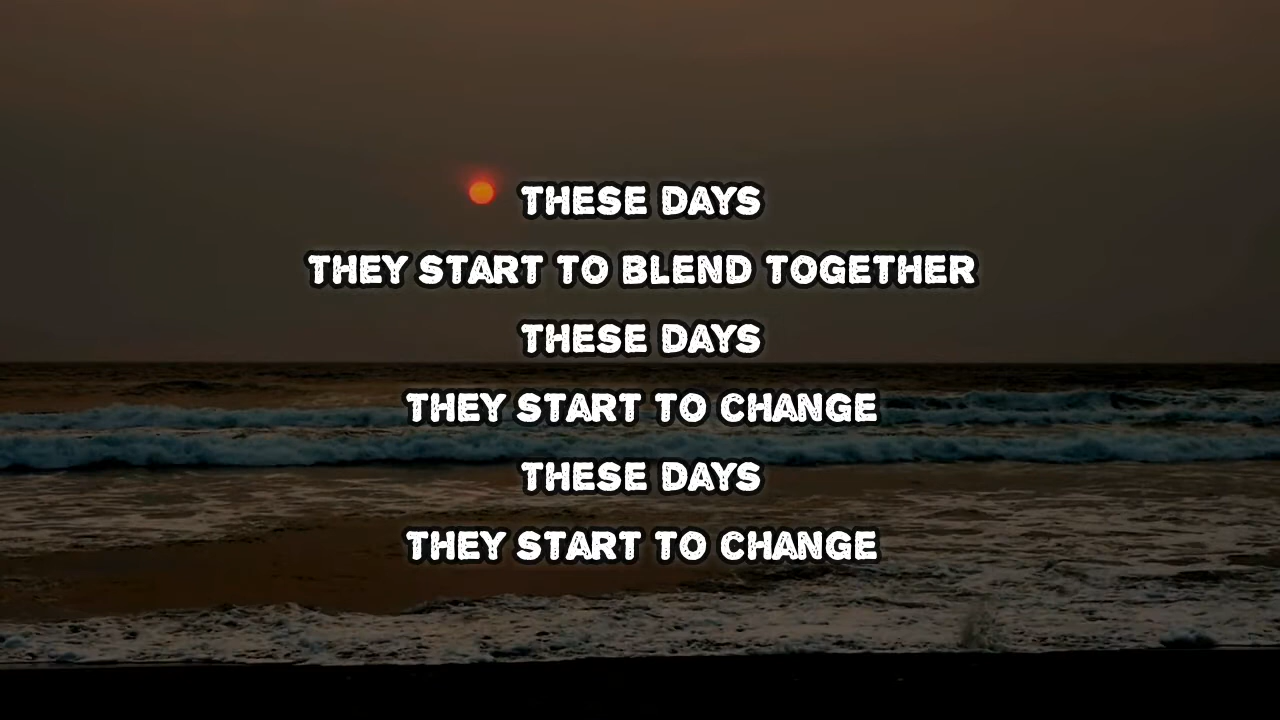 THESE DAYS
THEY START TO BLEND TOGETHER
THESE DAYS
THEY START TO CHANGE
THESE DAYS
THEY START TO CHANGE